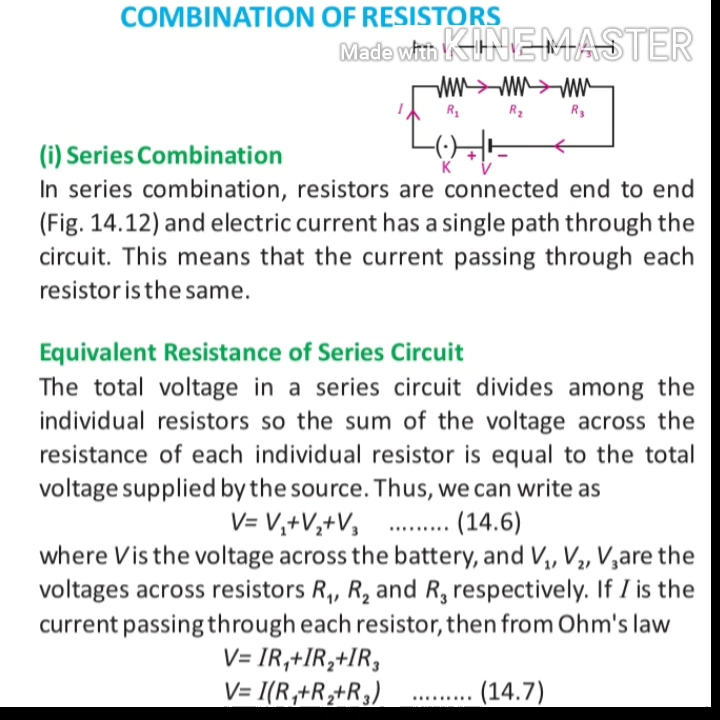 COMBINATION OF RESISTORS
Made with KINEMASTER
I R₁ R₂ R₃
K + V −
(i) Series Combination
In series combination, resistors are connected end to end
(Fig. 14.12) and electric current has a single path through the
circuit. This means that the current passing through each
resistor is the same.
Equivalent Resistance of Series Circuit
The total voltage in a series circuit divides among the
individual resistors so the sum of the voltage across the
resistance of each individual resistor is equal to the total
voltage supplied by the source. Thus, we can write as
V= V₁+V₂+V₃ ......... (14.6)
where V is the voltage across the battery, and V₁, V₂, V₃are the
voltages across resistors R₁, R₂ and R₃ respectively. If I is the
current passing through each resistor, then from Ohm's law
V= IR₁+IR₂+IR₃
V= I(R₁+R₂+R₃) ......... (14.7)